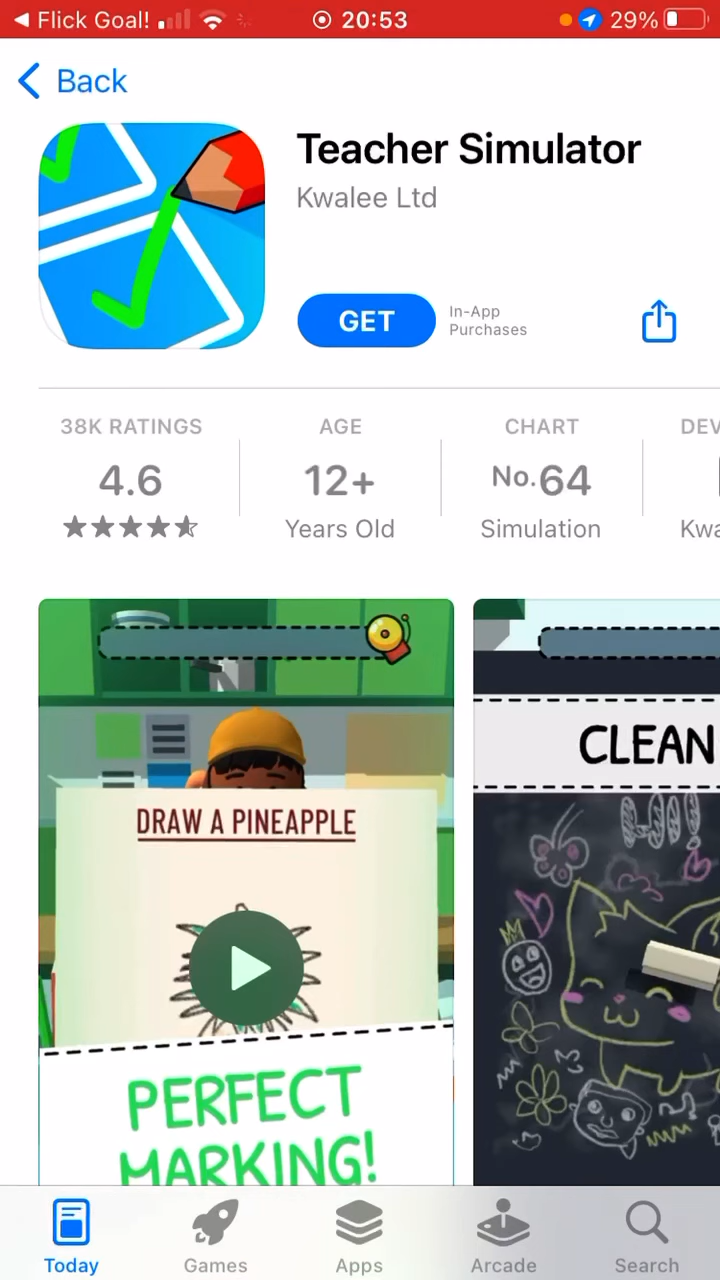 Flick Goal! 20:53 29%
Back
Teacher Simulator
Kwalee Ltd
GET
In-App
Purchases
38K RATINGS AGE CHART DEV
4.6 12+ No.64
Years Old Simulation Kwa
DRAW A PINEAPPLE
PERFECT
MARKING!
CLEAN
HI!
Today Games Apps Arcade Search